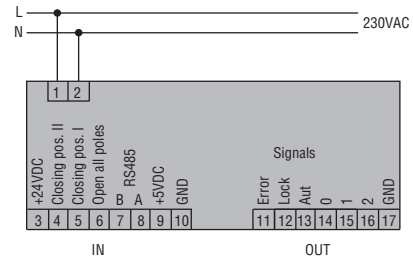 L
N
230VAC
1 2
+24VDC
Closing pos. II
Closing pos. I
Open all poles
RS485
B A
+5VDC
GND
Signals
Error
Lock
Aut
0
1
2
GND
3 4 5 6 7 8 9 10
11 12 13 14 15 16 17
IN
OUT